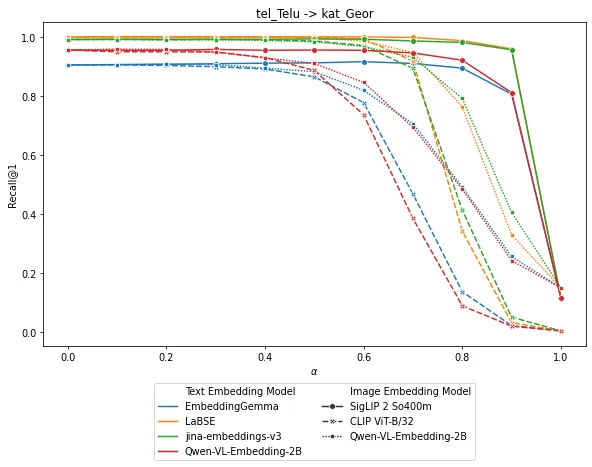 tel_Telu -> kat_Geor
Recall@1
1.0
0.8
0.6
0.4
0.2
0.0
0.0 0.2 0.4 0.6 0.8 1.0
α
Text Embedding Model
EmbeddingGemma
LaBSE
jina-embeddings-v3
Qwen-VL-Embedding-2B
Image Embedding Model
SigLIP 2 So400m
CLIP ViT-B/32
Qwen-VL-Embedding-2B